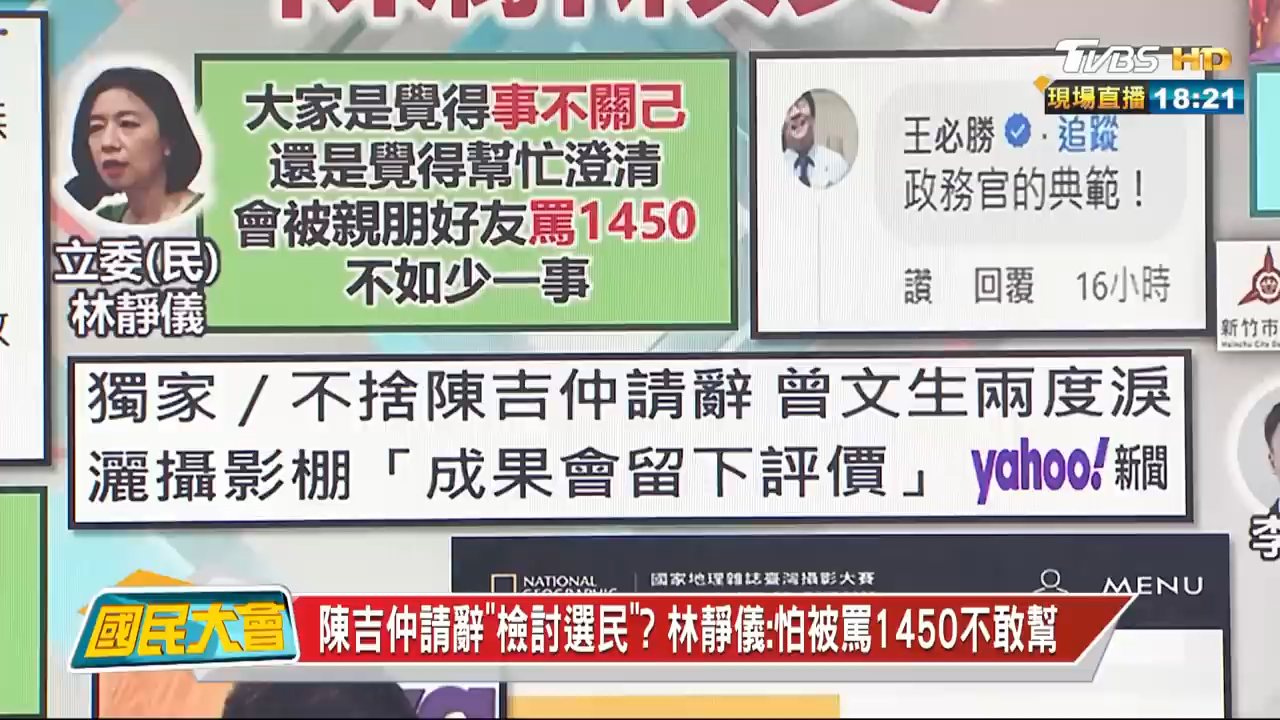 TVBS HD
現場直播 18:21
大家是覺得事不關己
還是覺得幫忙澄清
會被親朋好友罵1450
不如少一事
立委(民)
林靜儀
王必勝 · 追蹤
政務官的典範！
讚 回覆 16小時
新竹市
獨家/不捨陳吉仲請辭 曾文生兩度淚
灑攝影棚「成果會留下評價」 yahoo!新聞
李
NATIONAL
GEOGRAPHIC
國家地理雜誌臺灣攝影大賽
MENU
國民大會
陳吉仲請辭"檢討選民"? 林靜儀:怕被罵1450不敢幫